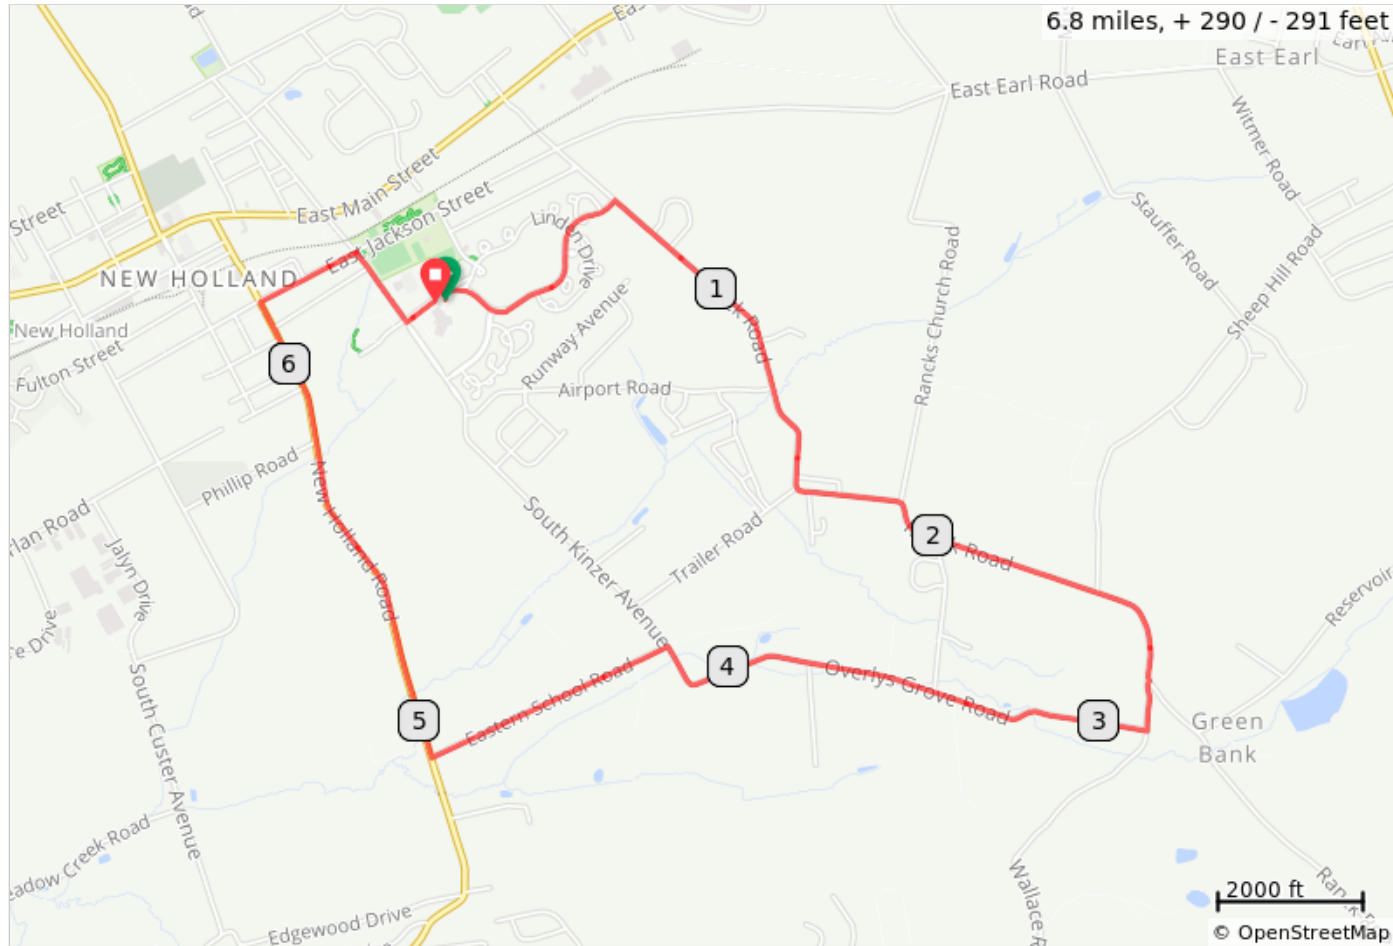 6.8 miles, + 290 / - 291 feet
East Earl
East Earl Road
Witmer Road
East Main Street
Street
East Jackson Street
Stauffer Road
Linden Drive
Sheep Hill Road
NEW HOLLAND
1
Rancks Church Road
Runway Avenue
New Holland
Fulton Street
6
Airport Road
Phillip Road
New Holland Road
South Kinzer Avenue
Trailer Road
2
Road
Jalyn Drive
Reservoir
4
Overlys Grove Road
Eastern School Road
5
3
Green
Bank
South Custer Avenue
eadow Creek Road
Wallace R
2000 ft
Edgewood Drive
© OpenStreetMap